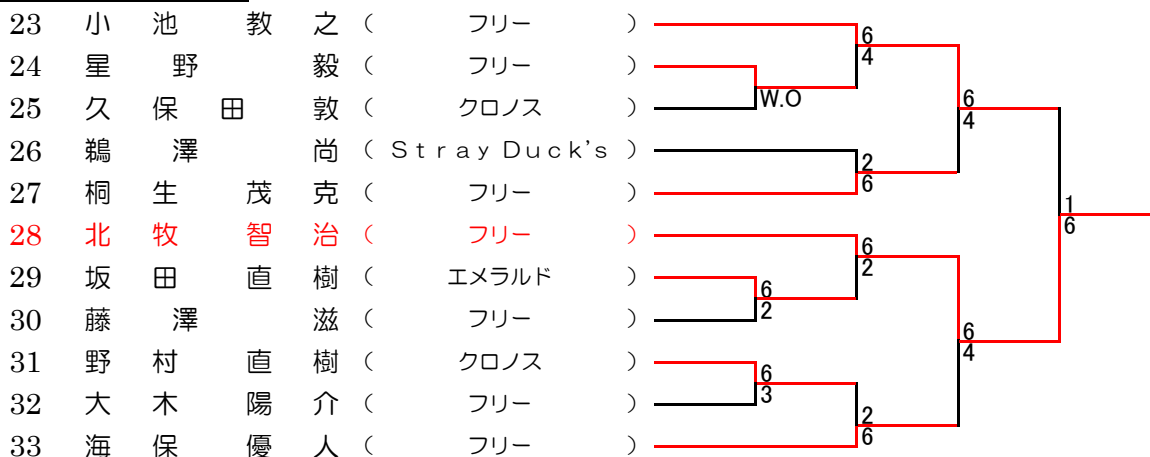 23 小池 教之 ( フリー )
6
4
24 星野 毅 ( フリー )
W.O
6
4
25 久保田 敦 ( クロノス )
26 鵜澤 尚 ( Stray Duck's )
2
6
27 桐生 茂克 ( フリー )
1
6
28 北牧 智治 ( フリー )
6
2
29 坂田 直樹 ( エメラルド )
6
2
30 藤澤 滋 ( フリー )
6
4
31 野村 直樹 ( クロノス )
6
3
32 大木 陽介 ( フリー )
2
6
33 海保 優人 ( フリー )